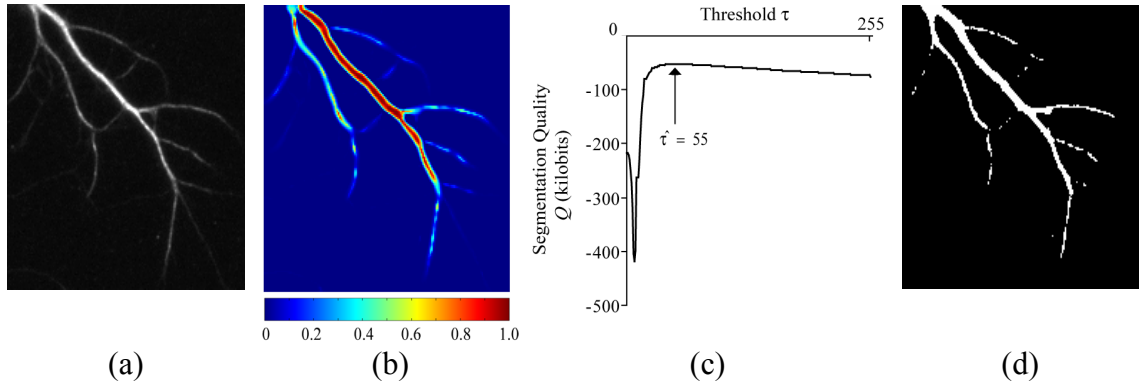 Threshold τ
0
255
-100
-200
-300
-400
-500
Segmentation Quality
Q (kilobits)
τ̂ = 55
0 0.2 0.4 0.6 0.8 1.0
(a) (b) (c) (d)